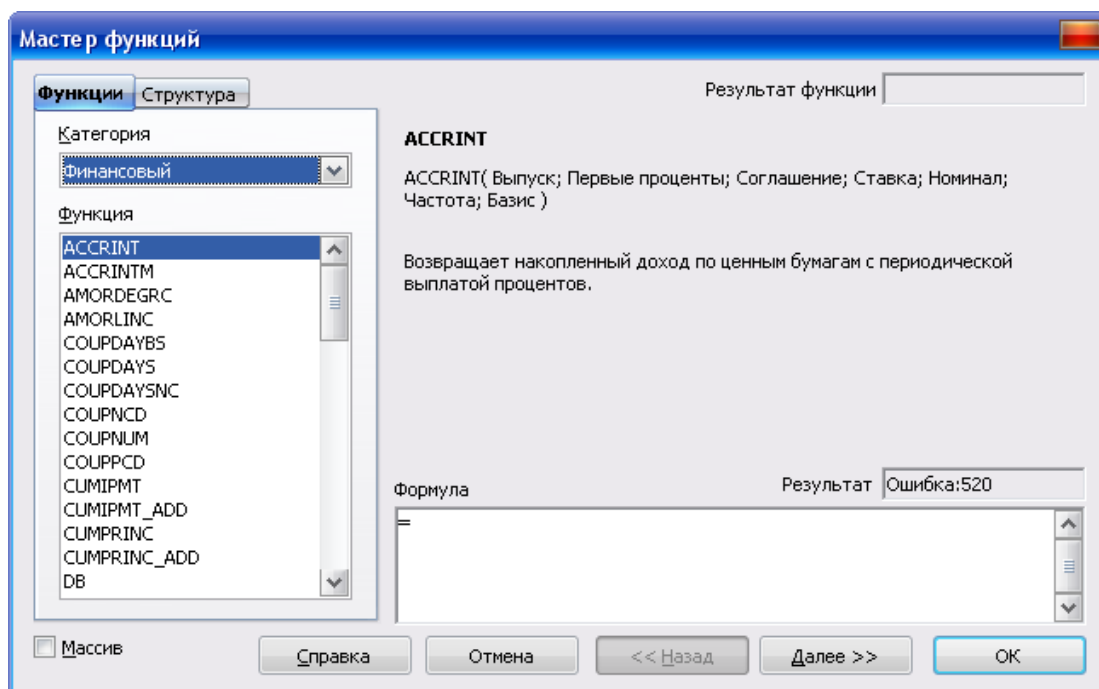 Мастер функций
Функции
Структура
Результат функции
Категория
Финансовый
Функция
ACCRINT
ACCRINTM
AMORDEGRC
AMORLINC
COUPDAYBS
COUPDAYS
COUPDAYSNC
COUPNCD
COUPNUM
COUPPCD
CUMIPMT
CUMIPMT_ADD
CUMPRINC
CUMPRINC_ADD
DB
ACCRINT
ACCRINT( Выпуск; Первые проценты; Соглашение; Ставка; Номинал;
Частота; Базис )
Возвращает накопленный доход по ценным бумагам с периодической
выплатой процентов.
Формула
Результат
Ошибка:520
=
Массив
Справка
Отмена
<< Назад
Далее >>
OK